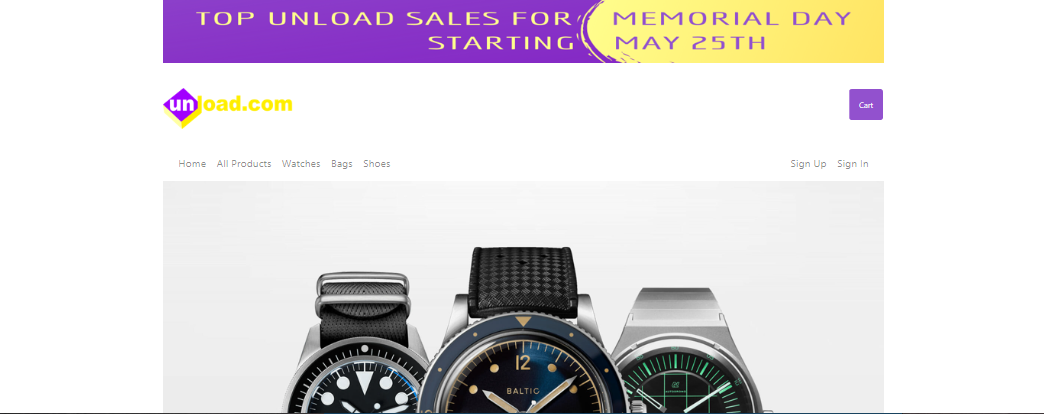 TOP UNLOAD SALES FOR MEMORIAL DAY
STARTING MAY 25TH
unload.com
Cart
Home All Products Watches Bags Shoes
Sign Up Sign In
12
BALTIC